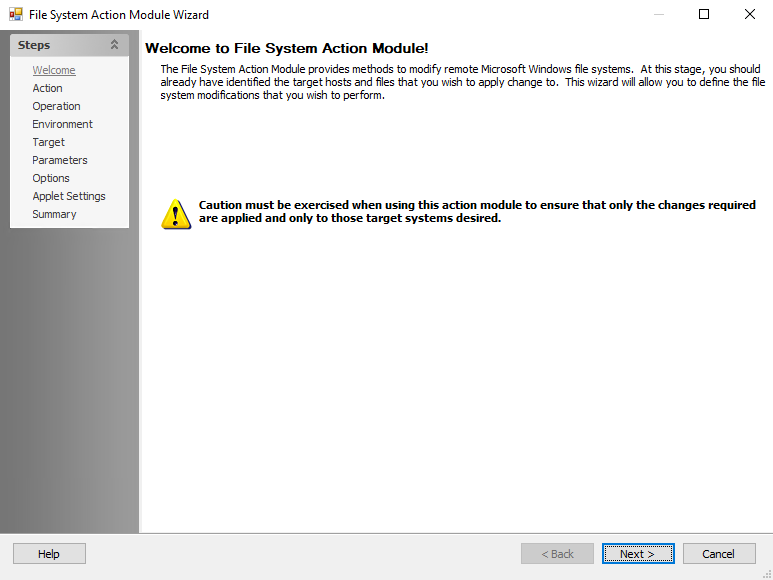 File System Action Module Wizard
Steps
Welcome
Action
Operation
Environment
Target
Parameters
Options
Applet Settings
Summary
Welcome to File System Action Module!
The File System Action Module provides methods to modify remote Microsoft Windows file systems.  At this stage, you should
already have identified the target hosts and files that you wish to apply change to.  This wizard will allow you to define the file
system modifications that you wish to perform.
Caution must be exercised when using this action module to ensure that only the changes required
are applied and only to those target systems desired.
Help
< Back
Next >
Cancel